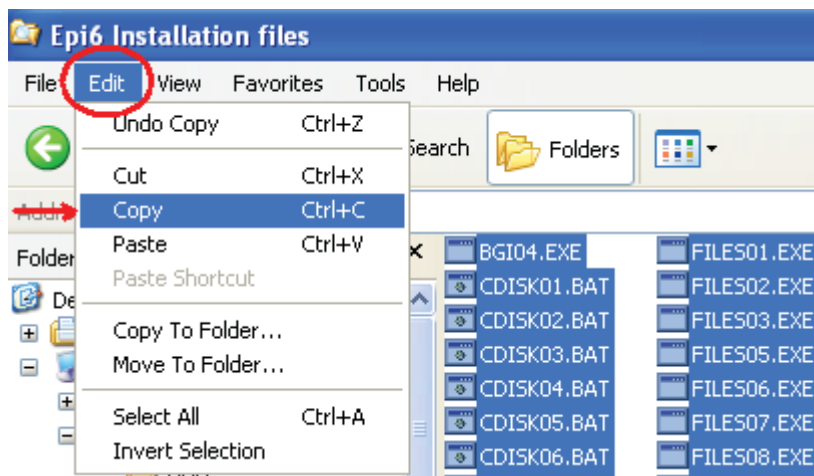 Epi6 Installation files
File Edit View Favorites Tools Help
Undo Copy Ctrl+Z
Search Folders
Cut Ctrl+X
Copy Ctrl+C
Paste Ctrl+V
Paste Shortcut
Copy To Folder...
Move To Folder...
Select All Ctrl+A
Invert Selection
Folder
De
BGI04.EXE FILES01.EXE
CDISK01.BAT FILES02.EXE
CDISK02.BAT FILES03.EXE
CDISK03.BAT FILES05.EXE
CDISK04.BAT FILES06.EXE
CDISK05.BAT FILES07.EXE
CDISK06.BAT FILES08.EXE